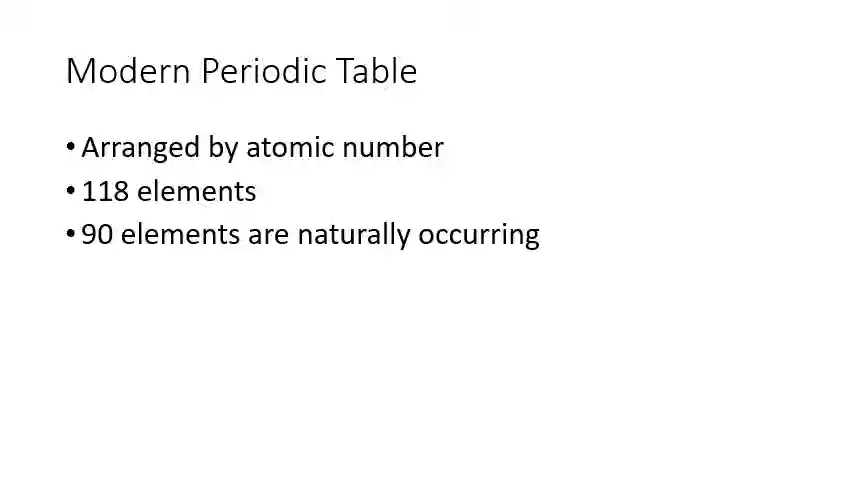 Modern Periodic Table
• Arranged by atomic number
• 118 elements
• 90 elements are naturally occurring